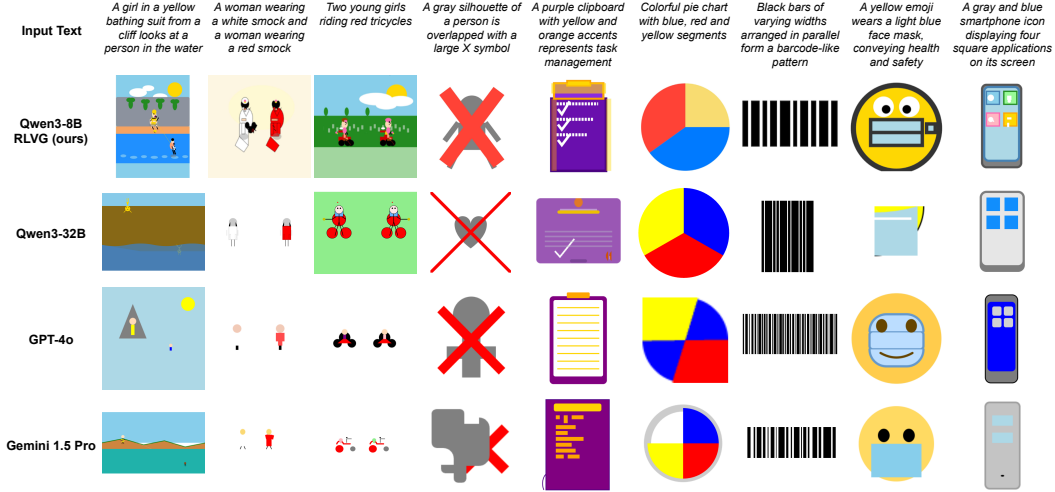 Input Text
A girl in a yellow
bathing suit from a
cliff looks at a
person in the water
A woman wearing
a white smock and
a woman wearing
a red smock
Two young girls
riding red tricycles
A gray silhouette of
a person is
overlapped with a
large X symbol
A purple clipboard
with yellow and
orange accents
represents task
management
Colorful pie chart
with blue, red and
yellow segments
Black bars of
varying widths
arranged in parallel
form a barcode-like
pattern
A yellow emoji
wears a light blue
face mask,
conveying health
and safety
A gray and blue
smartphone icon
displaying four
square applications
on its screen
Qwen3-8B
RLVG (ours)
Qwen3-32B
GPT-4o
Gemini 1.5 Pro